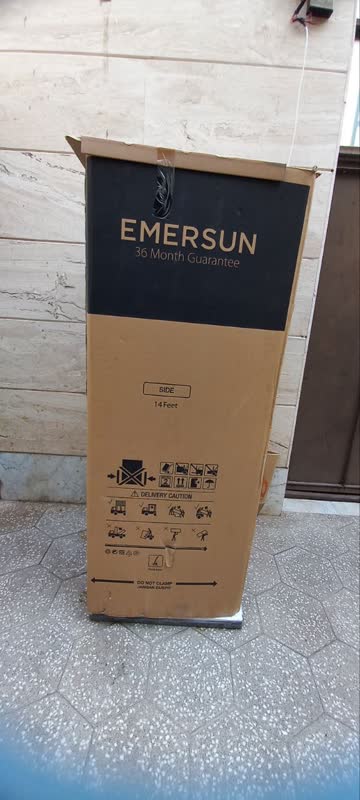 EMERSUN
36 Month Guarantee
SIDE
14 Feet
DELIVERY CAUTION
DO NOT CLAMP